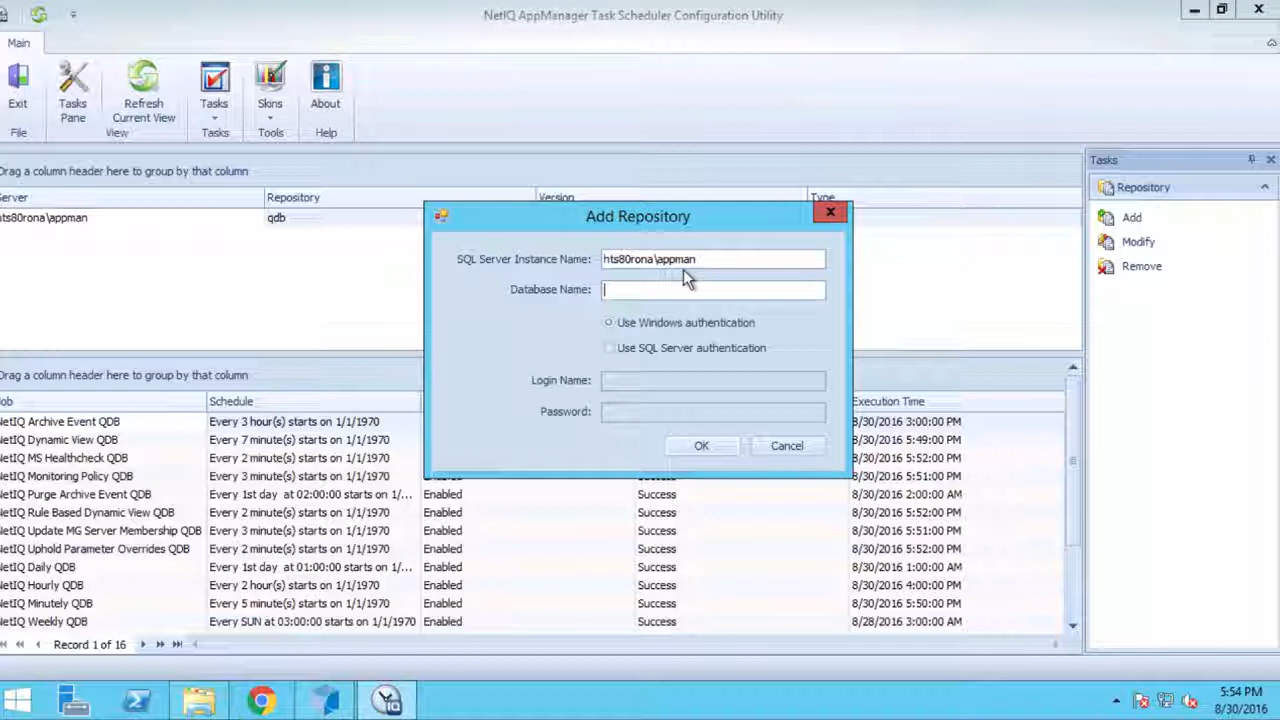 NetIQ AppManager Task Scheduler Configuration Utility
Main
Exit
Tasks Pane
Refresh Current View
Tasks
Skins
About
File
View
Tasks
Tools
Help
Drag a column header here to group by that column
Server Repository Version Type
hts80rona\appman qdb
Tasks
Repository
Add
Modify
Remove
Add Repository
SQL Server Instance Name: hts80rona\appman
Database Name:
Use Windows authentication
Use SQL Server authentication
Login Name:
Password:
OK Cancel
Drag a column header here to group by that column
Job Schedule Execution Time
NetIQ Archive Event QDB Every 3 hour(s) starts on 1/1/1970 8/30/2016 3:00:00 PM
NetIQ Dynamic View QDB Every 7 minute(s) starts on 1/1/1970 8/30/2016 5:49:00 PM
NetIQ MS Healthcheck QDB Every 2 minute(s) starts on 1/1/1970 8/30/2016 5:52:00 PM
NetIQ Monitoring Policy QDB Every 3 minute(s) starts on 1/1/1970 8/30/2016 5:51:00 PM
NetIQ Purge Archive Event QDB Every 1st day at 02:00:00 starts on 1/... Enabled Success 8/30/2016 2:00:00 AM
NetIQ Rule Based Dynamic View QDB Every 2 minute(s) starts on 1/1/1970 Enabled Success 8/30/2016 5:52:00 PM
NetIQ Update MG Server Membership QDB Every 3 minute(s) starts on 1/1/1970 Enabled Success 8/30/2016 5:51:00 PM
NetIQ Uphold Parameter Overrides QDB Every 2 minute(s) starts on 1/1/1970 Enabled Success 8/30/2016 5:52:00 PM
NetIQ Daily QDB Every 1st day at 01:00:00 starts on 1/... Enabled Success 8/30/2016 1:00:00 AM
NetIQ Hourly QDB Every 2 hour(s) starts on 1/1/1970 Enabled Success 8/30/2016 4:00:00 PM
NetIQ Minutely QDB Every 5 minute(s) starts on 1/1/1970 Enabled Success 8/30/2016 5:50:00 PM
NetIQ Weekly QDB Every SUN at 03:00:00 starts on 1/1/1970 Enabled Success 8/28/2016 3:00:00 AM
Record 1 of 16
5:54 PM
8/30/2016